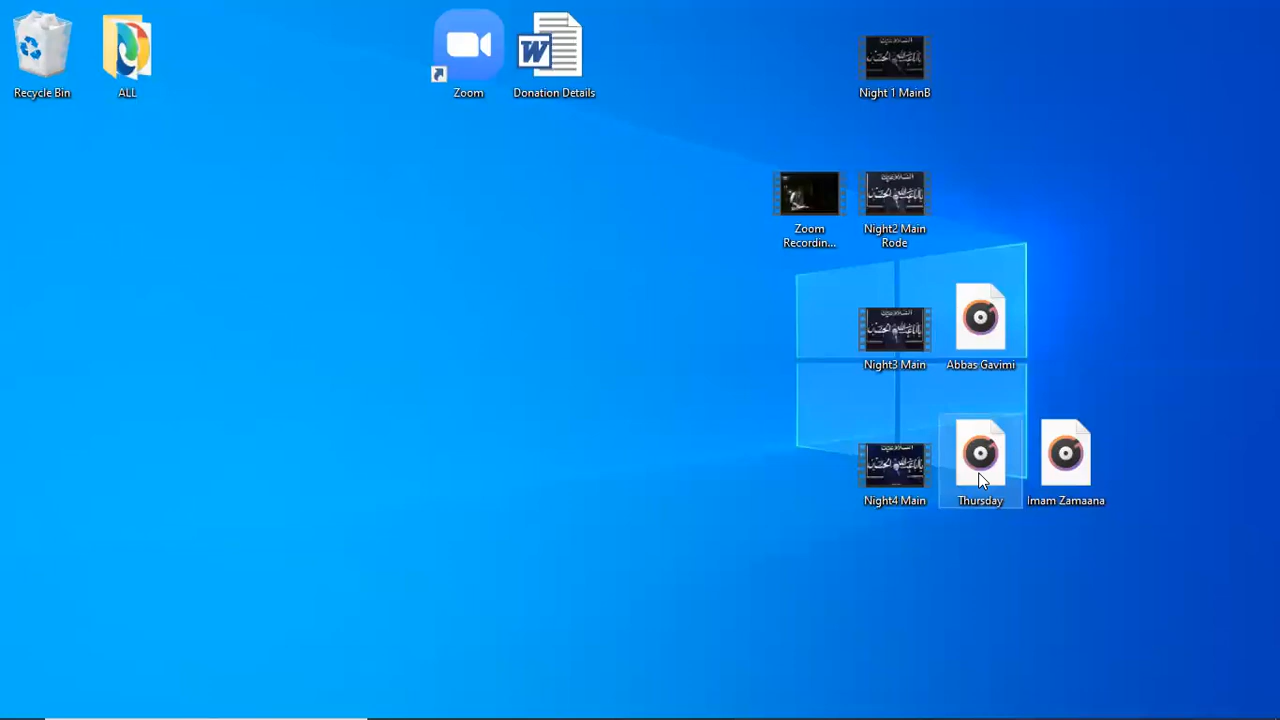 Recycle Bin
ALL
Zoom
Donation Details
Night 1 MainB
Zoom
Recordin...
Night2 Main
Rode
Night3 Main
Abbas Gavimi
Night4 Main
Thursday
Imam Zamaana